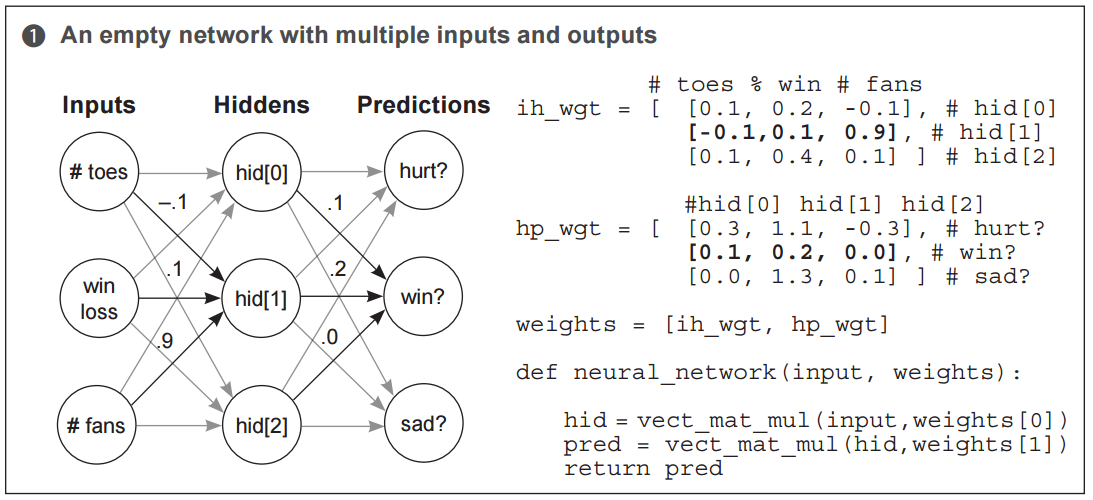 1 An empty network with multiple inputs and outputs
Inputs Hiddens Predictions
# toes
hid[0]
hurt?
–.1
.1
.1
.2
win
loss
hid[1]
win?
.9
.0
# fans
hid[2]
sad?
# toes % win # fans
ih_wgt = [ [0.1, 0.2, -0.1], # hid[0]
[-0.1,0.1, 0.9], # hid[1]
[0.1, 0.4, 0.1] ] # hid[2]
#hid[0] hid[1] hid[2]
hp_wgt = [ [0.3, 1.1, -0.3], # hurt?
[0.1, 0.2, 0.0], # win?
[0.0, 1.3, 0.1] ] # sad?
weights = [ih_wgt, hp_wgt]
def neural_network(input, weights):
hid = vect_mat_mul(input,weights[0])
pred = vect_mat_mul(hid,weights[1])
return pred